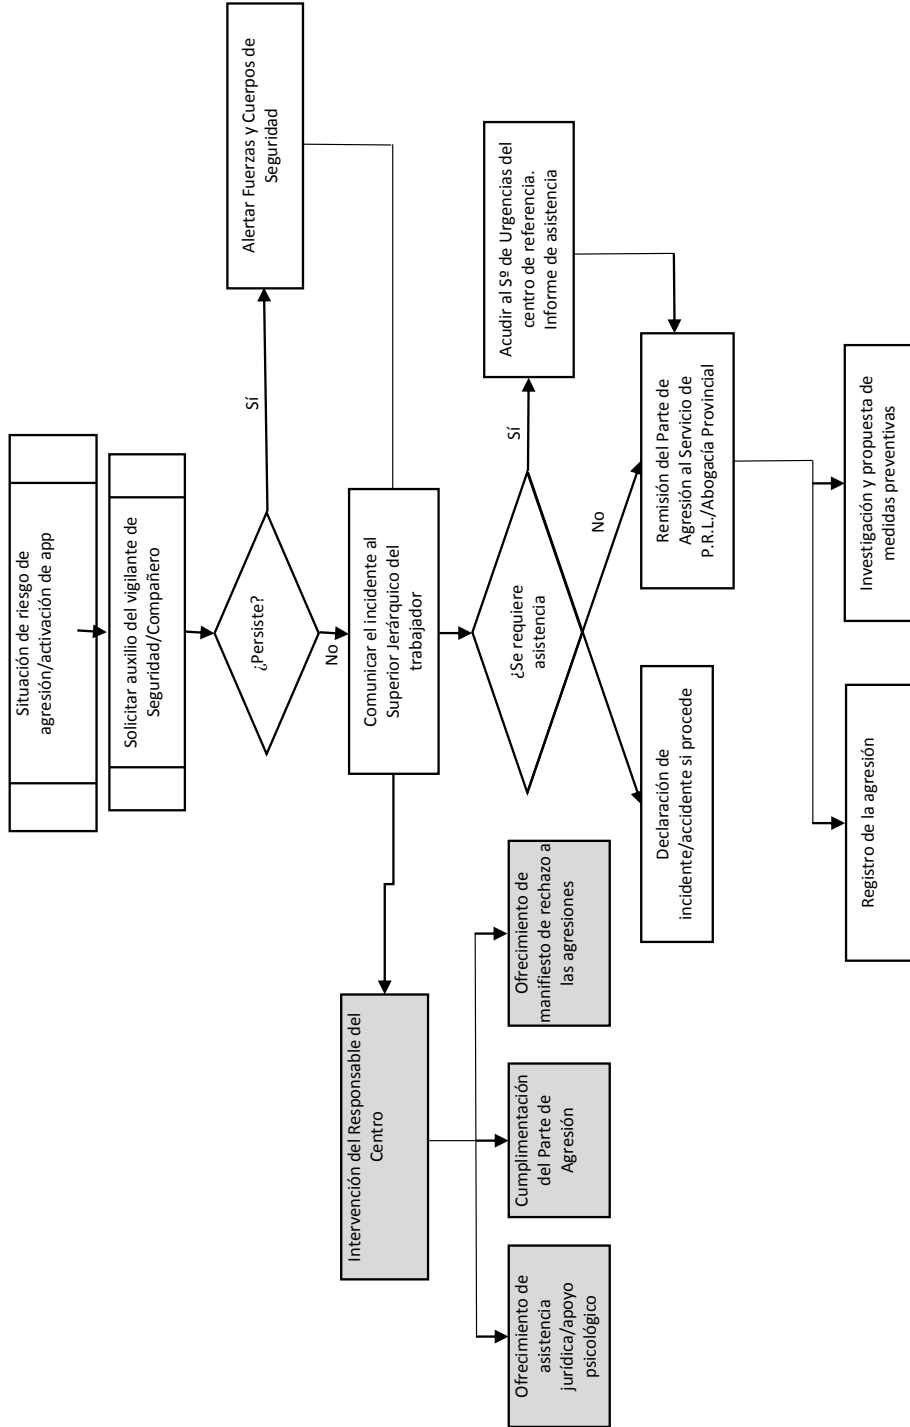 Situación de riesgo de
agresión/activación de app
Solicitar auxilio del vigilante de
Seguridad/Compañero
¿Persiste?
Sí
Alertar Fuerzas y Cuerpos de
Seguridad
No
Comunicar el incidente al
Superior Jerárquico del
trabajador
Intervención del Responsable del
Centro
Ofrecimiento de
asistencia
jurídica/apoyo
psicológico
Cumplimentación
del Parte de
Agresión
Ofrecimiento de
manifiesto de rechazo a
las agresiones
¿Se requiere
asistencia
Sí
Acudir al Sº de Urgencias del
centro de referencia.
Informe de asistencia
No
Declaración de
incidente/accidente si procede
Remisión del Parte de
Agresión al Servicio de
P.R.L./Abogacía Provincial
Registro de la agresión
Investigación y propuesta de
medidas preventivas